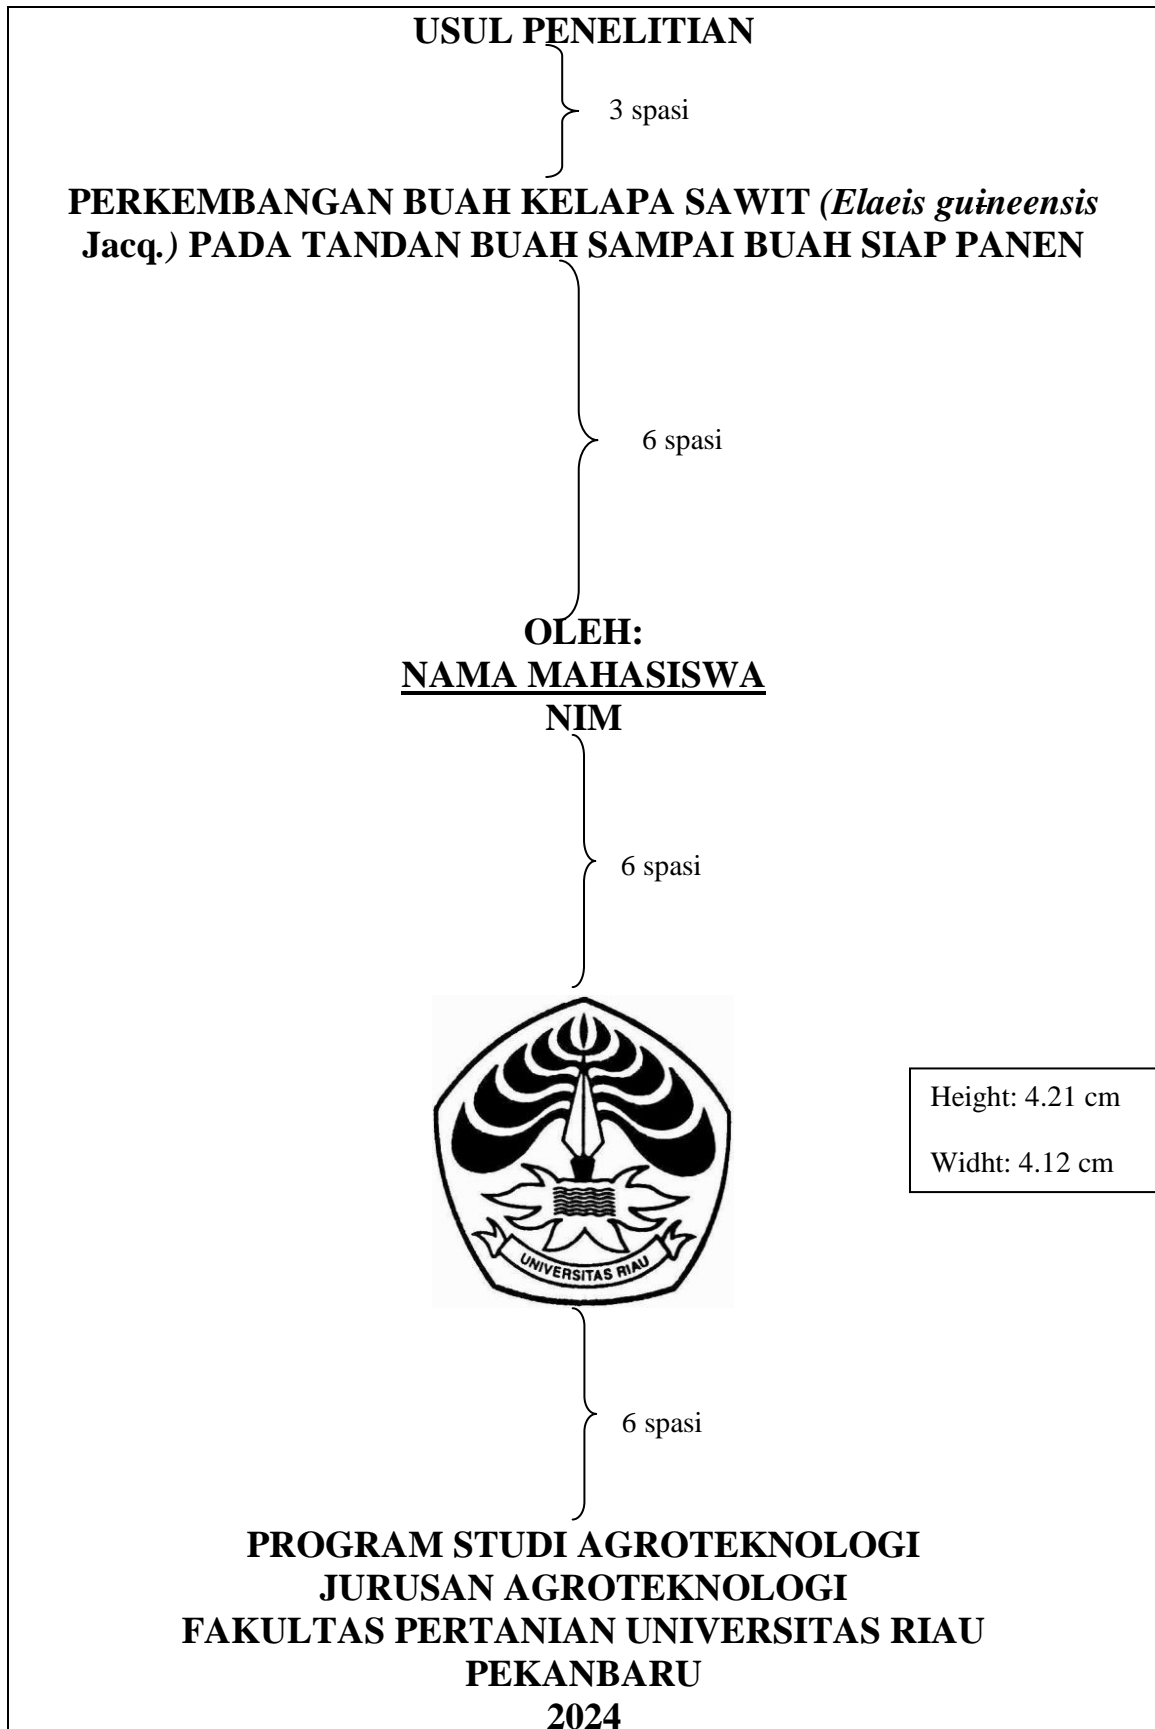 USUL PENELITIAN
3 spasi
PERKEMBANGAN BUAH KELAPA SAWIT (Elaeis guineensis
Jacq.) PADA TANDAN BUAH SAMPAI BUAH SIAP PANEN
6 spasi
OLEH:
NAMA MAHASISWA
NIM
6 spasi
UNIVERSITAS RIAU
Height: 4.21 cm
Widht: 4.12 cm
6 spasi
PROGRAM STUDI AGROTEKNOLOGI
JURUSAN AGROTEKNOLOGI
FAKULTAS PERTANIAN UNIVERSITAS RIAU
PEKANBARU
2024